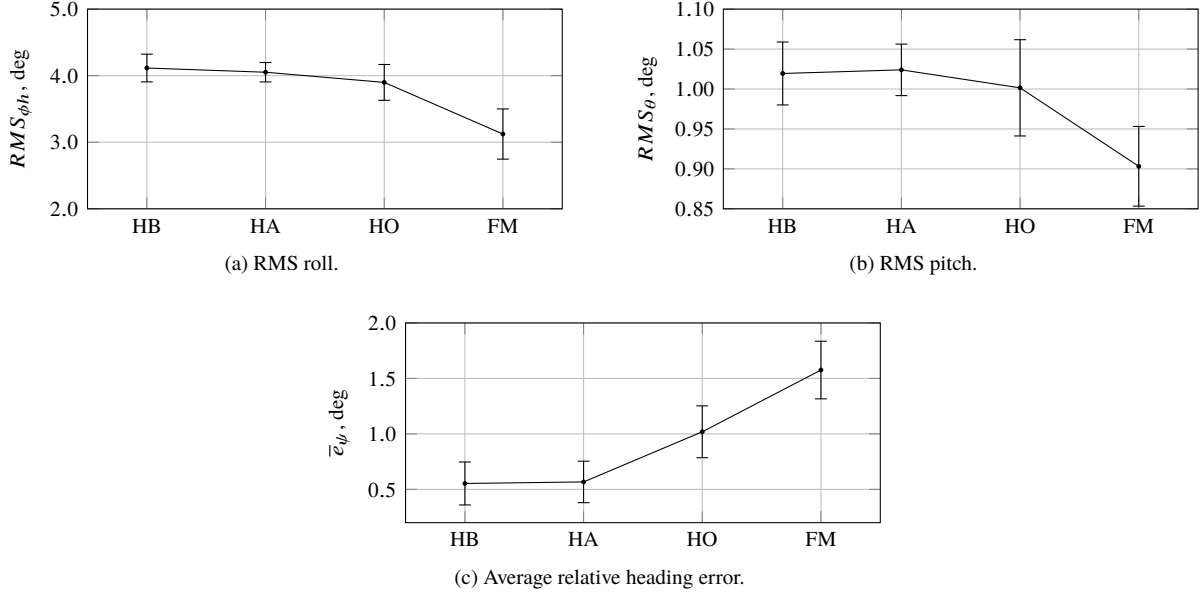 RMS_ϕh, deg
5.0
4.0
3.0
2.0
HB HA HO FM
(a) RMS roll.
RMS_θ, deg
1.10
1.05
1.00
0.95
0.90
0.85
HB HA HO FM
(b) RMS pitch.
e̅_ψ, deg
2.0
1.5
1.0
0.5
HB HA HO FM
(c) Average relative heading error.